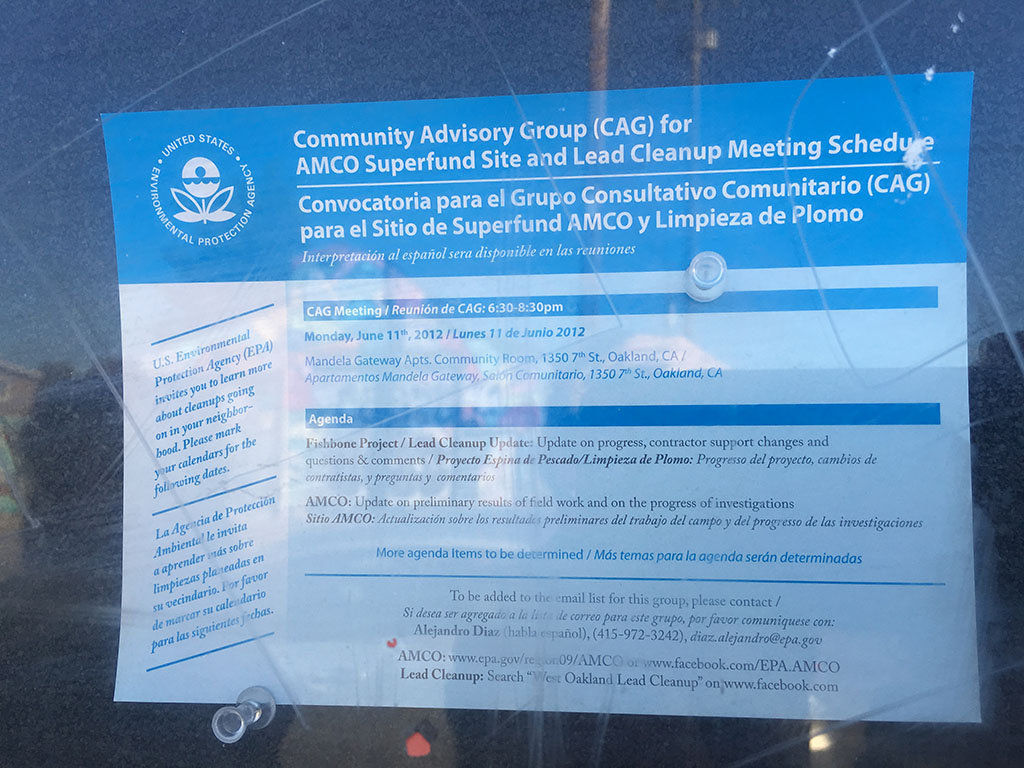 UNITED STATES
ENVIRONMENTAL PROTECTION AGENCY
Community Advisory Group (CAG) for
AMCO Superfund Site and Lead Cleanup Meeting Schedule
Convocatoria para el Grupo Consultativo Comunitario (CAG)
para el Sitio de Superfund AMCO y Limpieza de Plomo
Interpretación al español sera disponible en las reuniones
U.S. Environmental
Protection Agency (EPA)
invites you to learn more
about cleanups going
on in your neighbor-
hood. Please mark
your calendars for the
following dates.
La Agencia de Protección
Ambiental le invita
a aprender más sobre
limpiezas planeadas en
su vecindario. Por favor
de marcar su calendario
para las siguientes fechas.
CAG Meeting / Reunión de CAG: 6:30-8:30pm
Monday, June 11th, 2012 / Lunes 11 de Junio 2012
Mandela Gateway Apts. Community Room, 1350 7th St., Oakland, CA /
Apartamentos Mandela Gateway, Salón Comunitario, 1350 7th St., Oakland, CA
Agenda
Fishbone Project / Lead Cleanup Update: Update on progress, contractor support changes and
questions & comments / Proyecto Espina de Pescado/Limpieza de Plomo: Progresso del proyecto, cambios de
contratistas, y preguntas y comentarios
AMCO: Update on preliminary results of field work and on the progress of investigations
Sitio AMCO: Actualización sobre los resultados preliminares del trabajo del campo y del progresso de las investigaciones
More agenda Items to be determined / Más temas para la agenda serán determinadas
To be added to the email list for this group, please contact /
Si desea ser agregado a la lista de correo para este grupo, por favor comuniquese con:
Alejandro Diaz (habla español), (415-972-3242), diaz.alejandro@epa.gov
AMCO: www.epa.gov/region09/AMCO or www.facebook.com/EPA.AMCO
Lead Cleanup: Search "West Oakland Lead Cleanup" on www.facebook.com